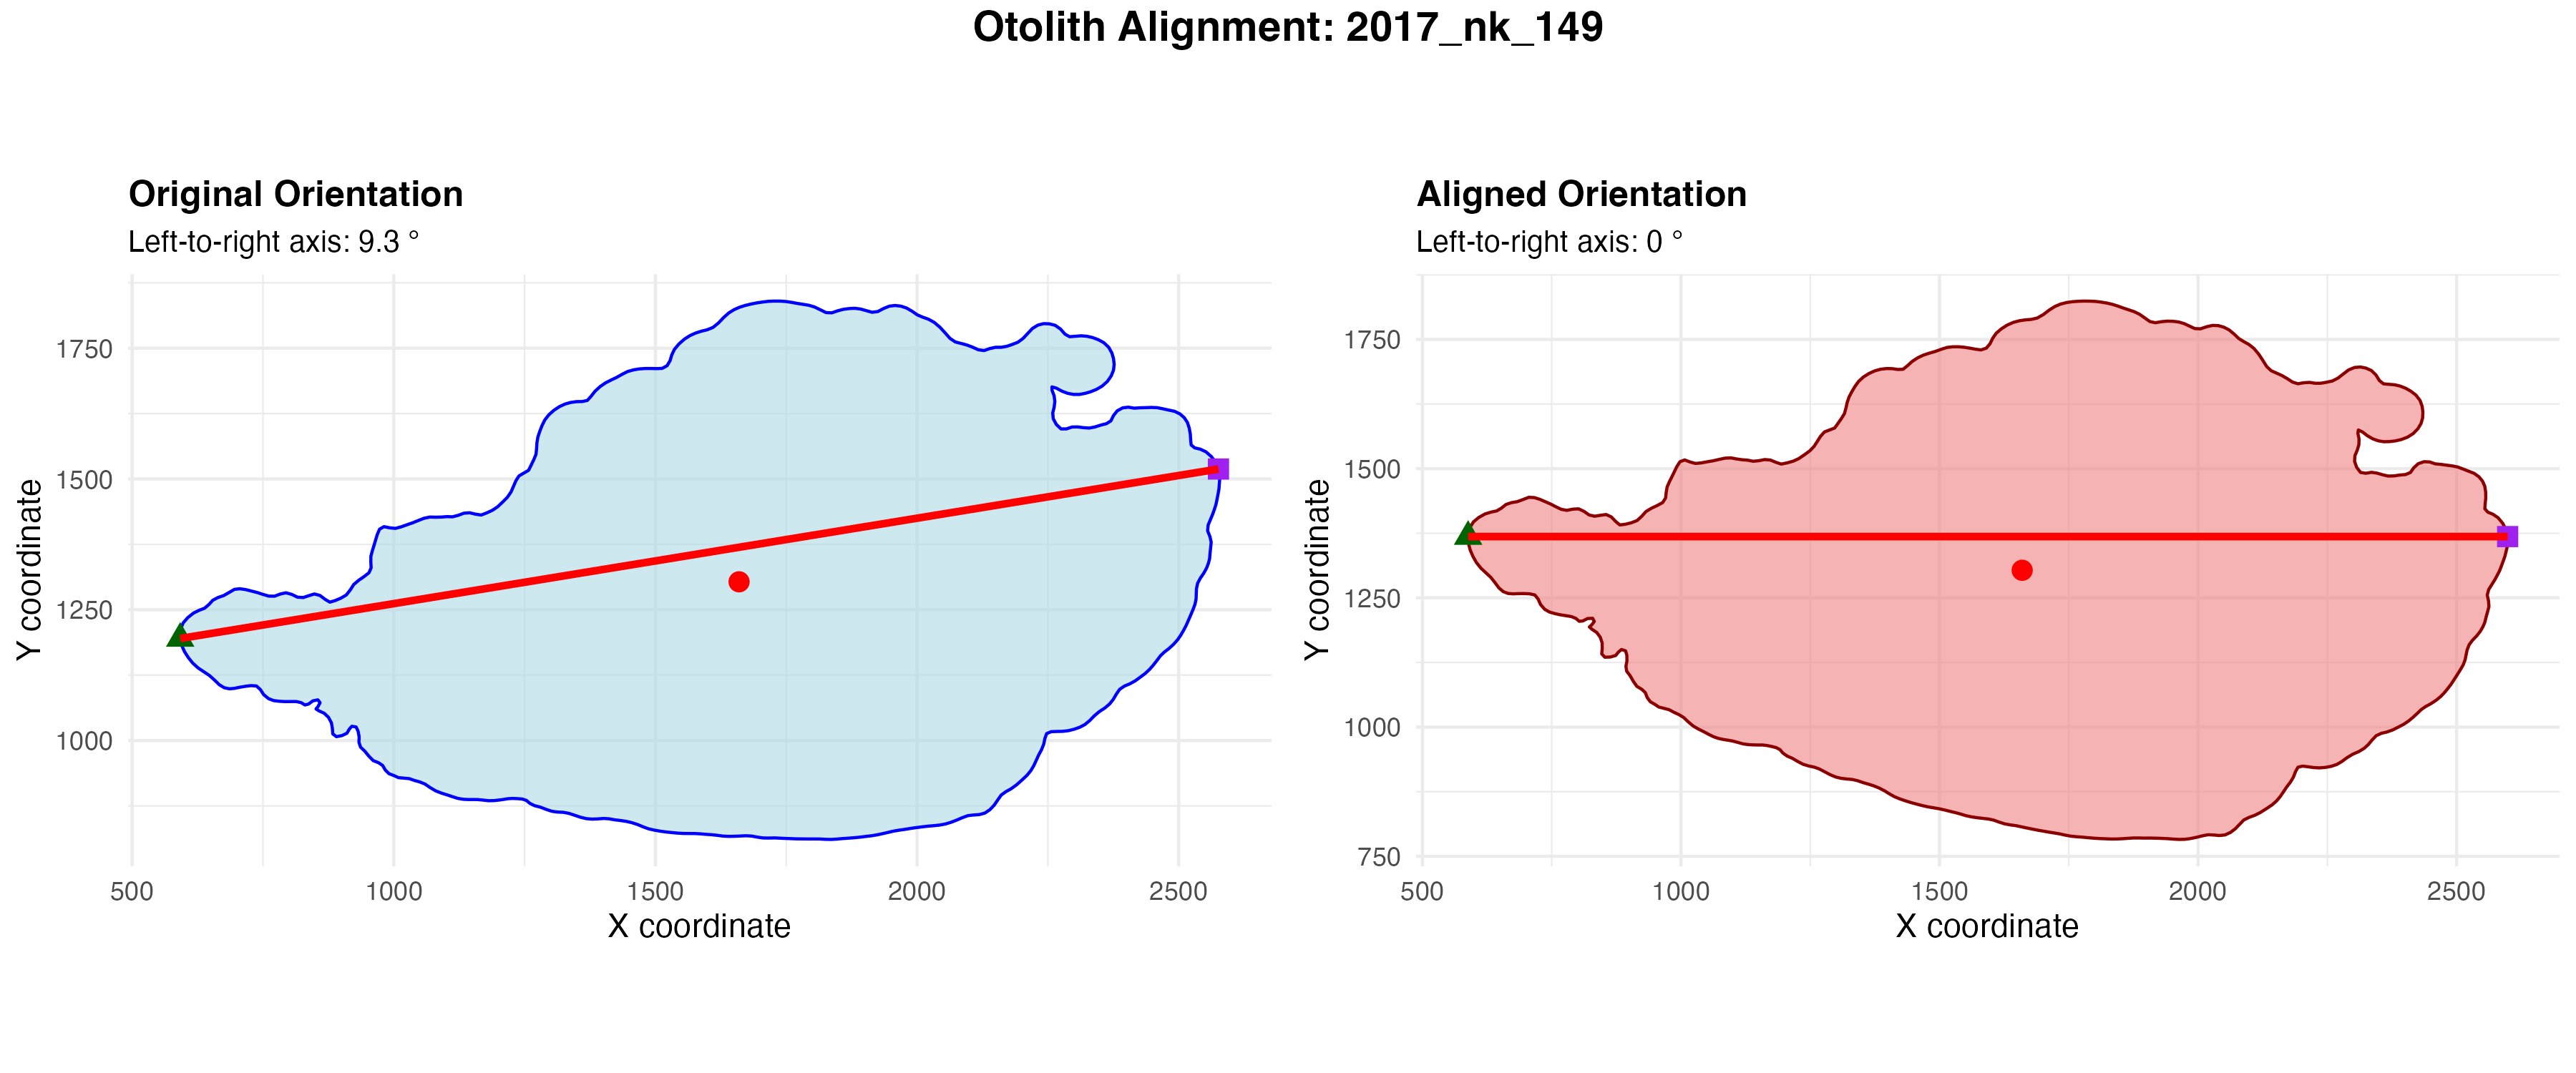 Otolith Alignment: 2017_nk_149
Original Orientation
Left-to-right axis: 9.3 °
1750
1500
1250
1000
Y coordinate
500 1000 1500 2000 2500
X coordinate
Aligned Orientation
Left-to-right axis: 0 °
1750
1500
1250
1000
750
Y coordinate
500 1000 1500 2000 2500
X coordinate